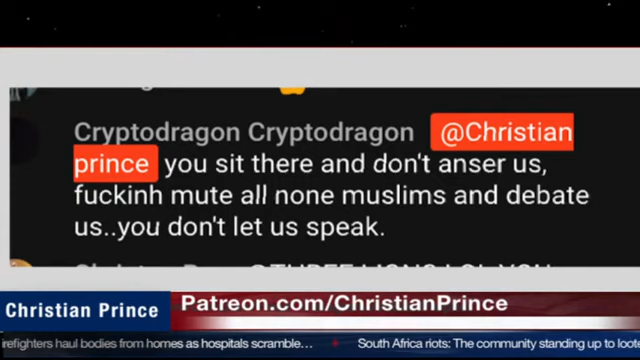 Cryptodragon Cryptodragon @Christian
prince you sit there and don't anser us,
fuckinh mute all none muslims and debate
us..you don't let us speak.
Christian Prince
Patreon.com/ChristianPrince
refighters haul bodies from homes as hospitals scramble... South Africa riots: The community standing up to loote